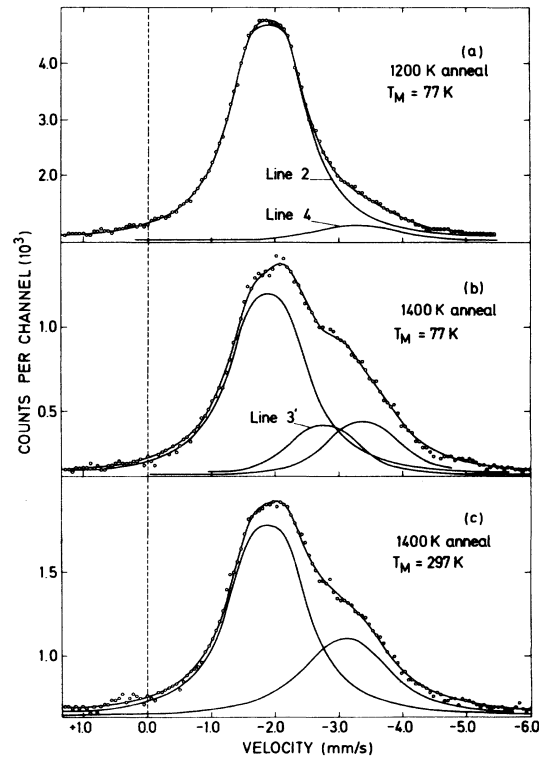 (a)
1200 K anneal
T_M = 77 K
4.0
3.0
2.0
Line 2
Line 4
(b)
1400 K anneal
T_M = 77 K
1.0
0.5
Line 3'
(c)
1400 K anneal
T_M = 297 K
1.5
1.0
COUNTS PER CHANNEL (10³)
+1.0 0.0 -1.0 -2.0 -3.0 -4.0 -5.0 -6.0
VELOCITY (mm/s)